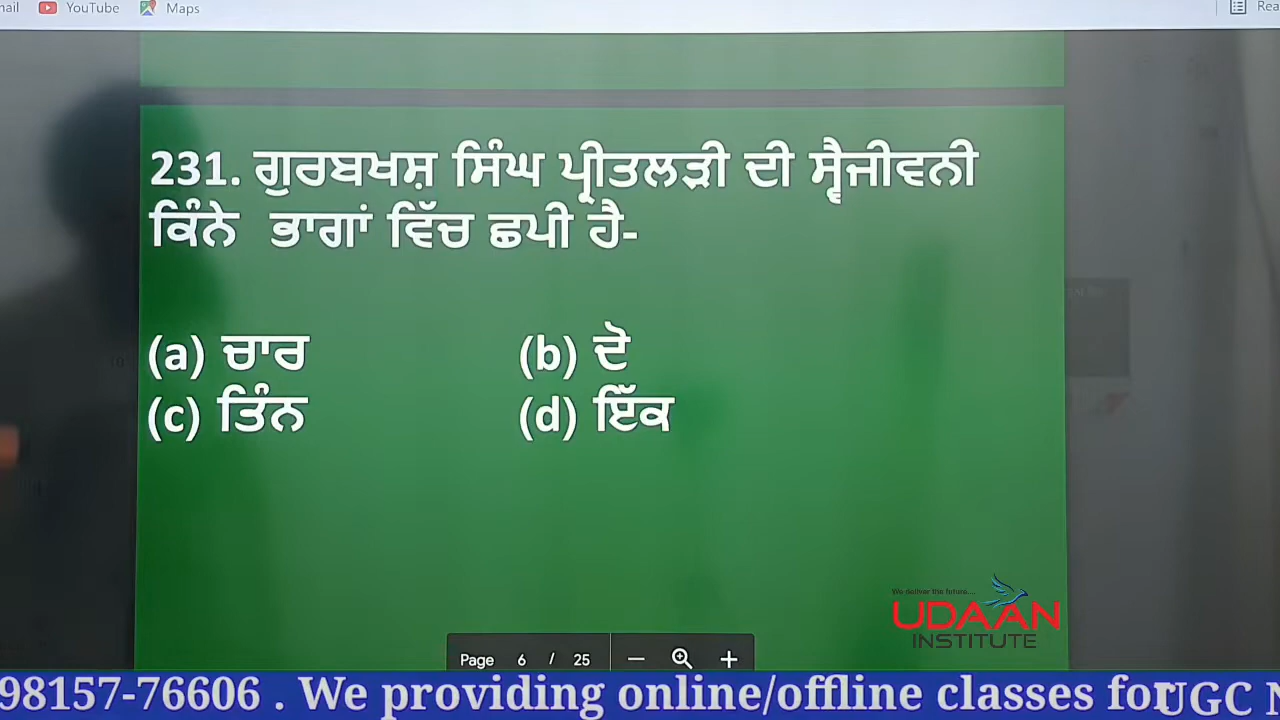 YouTube Maps
231. ਗੁਰਬਖਸ਼ ਸਿੰਘ ਪ੍ਰੀਤਲੜੀ ਦੀ ਸ੍ਵੈਜੀਵਨੀ
ਕਿੰਨੇ ਭਾਗਾਂ ਵਿੱਚ ਛਪੀ ਹੈ-
(a) ਚਾਰ (b) ਦੋ
(c) ਤਿੰਨ (d) ਇੱਕ
We deliver the future....
UDAAN
INSTITUTE
Page 6 / 25
98157-76606 . We providing online/offline classes for UGC N